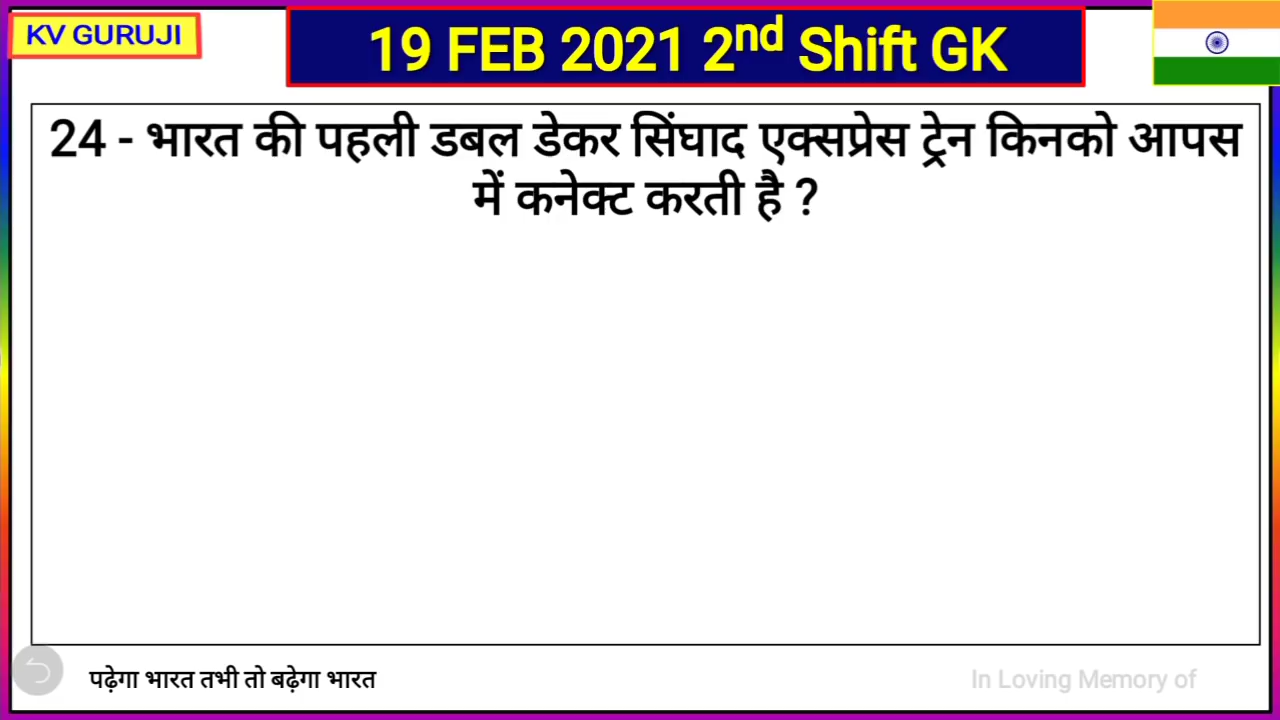 KV GURUJI
19 FEB 2021 2nd Shift GK
24 - भारत की पहली डबल डेकर सिंघाद एक्सप्रेस ट्रेन किनको आपस
में कनेक्ट करती है ?
पढ़ेगा भारत तभी तो बढ़ेगा भारत
In Loving Memory of